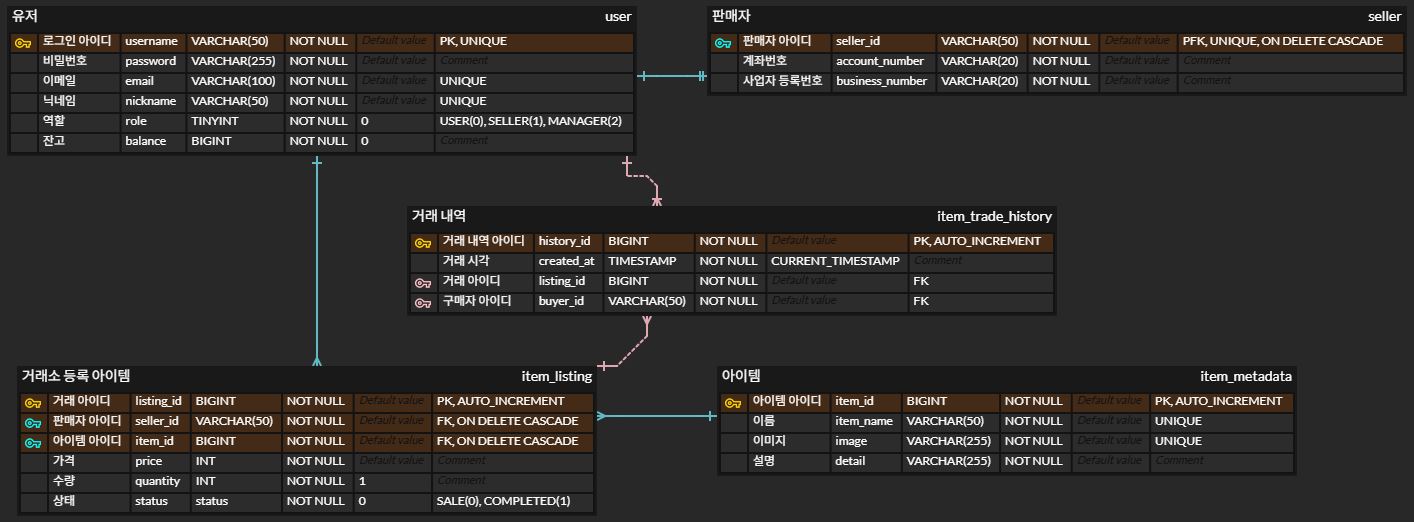 유저 user
로그인 아이디 username VARCHAR(50) NOT NULL Default value PK, UNIQUE
비밀번호 password VARCHAR(255) NOT NULL Default value Comment
이메일 email VARCHAR(100) NOT NULL Default value UNIQUE
닉네임 nickname VARCHAR(50) NOT NULL Default value UNIQUE
역할 role TINYINT NOT NULL 0 USER(0), SELLER(1), MANAGER(2)
잔고 balance BIGINT NOT NULL 0 Comment
판매자 seller
판매자 아이디 seller_id VARCHAR(50) NOT NULL Default value PFK, UNIQUE, ON DELETE CASCADE
계좌번호 account_number VARCHAR(20) NOT NULL Default value Comment
사업자 등록번호 business_number VARCHAR(20) NOT NULL Default value Comment
거래 내역 item_trade_history
거래 내역 아이디 history_id BIGINT NOT NULL Default value PK, AUTO_INCREMENT
거래 시각 created_at TIMESTAMP NOT NULL CURRENT_TIMESTAMP Comment
거래 아이디 listing_id BIGINT NOT NULL Default value FK
구매자 아이디 buyer_id VARCHAR(50) NOT NULL Default value FK
거래소 등록 아이템 item_listing
거래 아이디 listing_id BIGINT NOT NULL Default value PK, AUTO_INCREMENT
판매자 아이디 seller_id VARCHAR(50) NOT NULL Default value FK, ON DELETE CASCADE
아이템 아이디 item_id BIGINT NOT NULL Default value FK, ON DELETE CASCADE
가격 price INT NOT NULL Default value Comment
수량 quantity INT NOT NULL 1 Comment
상태 status status NOT NULL 0 SALE(0), COMPLETED(1)
아이템 item_metadata
아이템 아이디 item_id BIGINT NOT NULL Default value PK, AUTO_INCREMENT
이름 item_name VARCHAR(50) NOT NULL Default value UNIQUE
이미지 image VARCHAR(255) NOT NULL Default value UNIQUE
설명 detail VARCHAR(255) NOT NULL Default value Comment